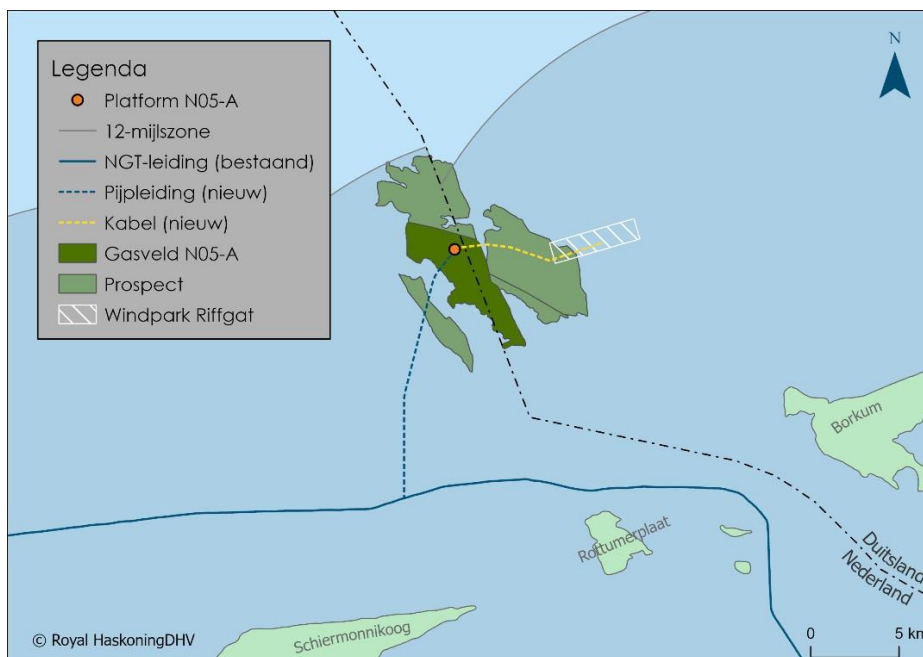 Legenda
Platform N05-A
12-mijlszone
NGT-leiding (bestaand)
Pijpleiding (nieuw)
Kabel (nieuw)
Gasveld N05-A
Prospect
Windpark Riffgat
N
Borkum
Rottumerplaat
Duitsland
Nederland
Schiermonnikoog
© Royal HaskoningDHV
0 5 km